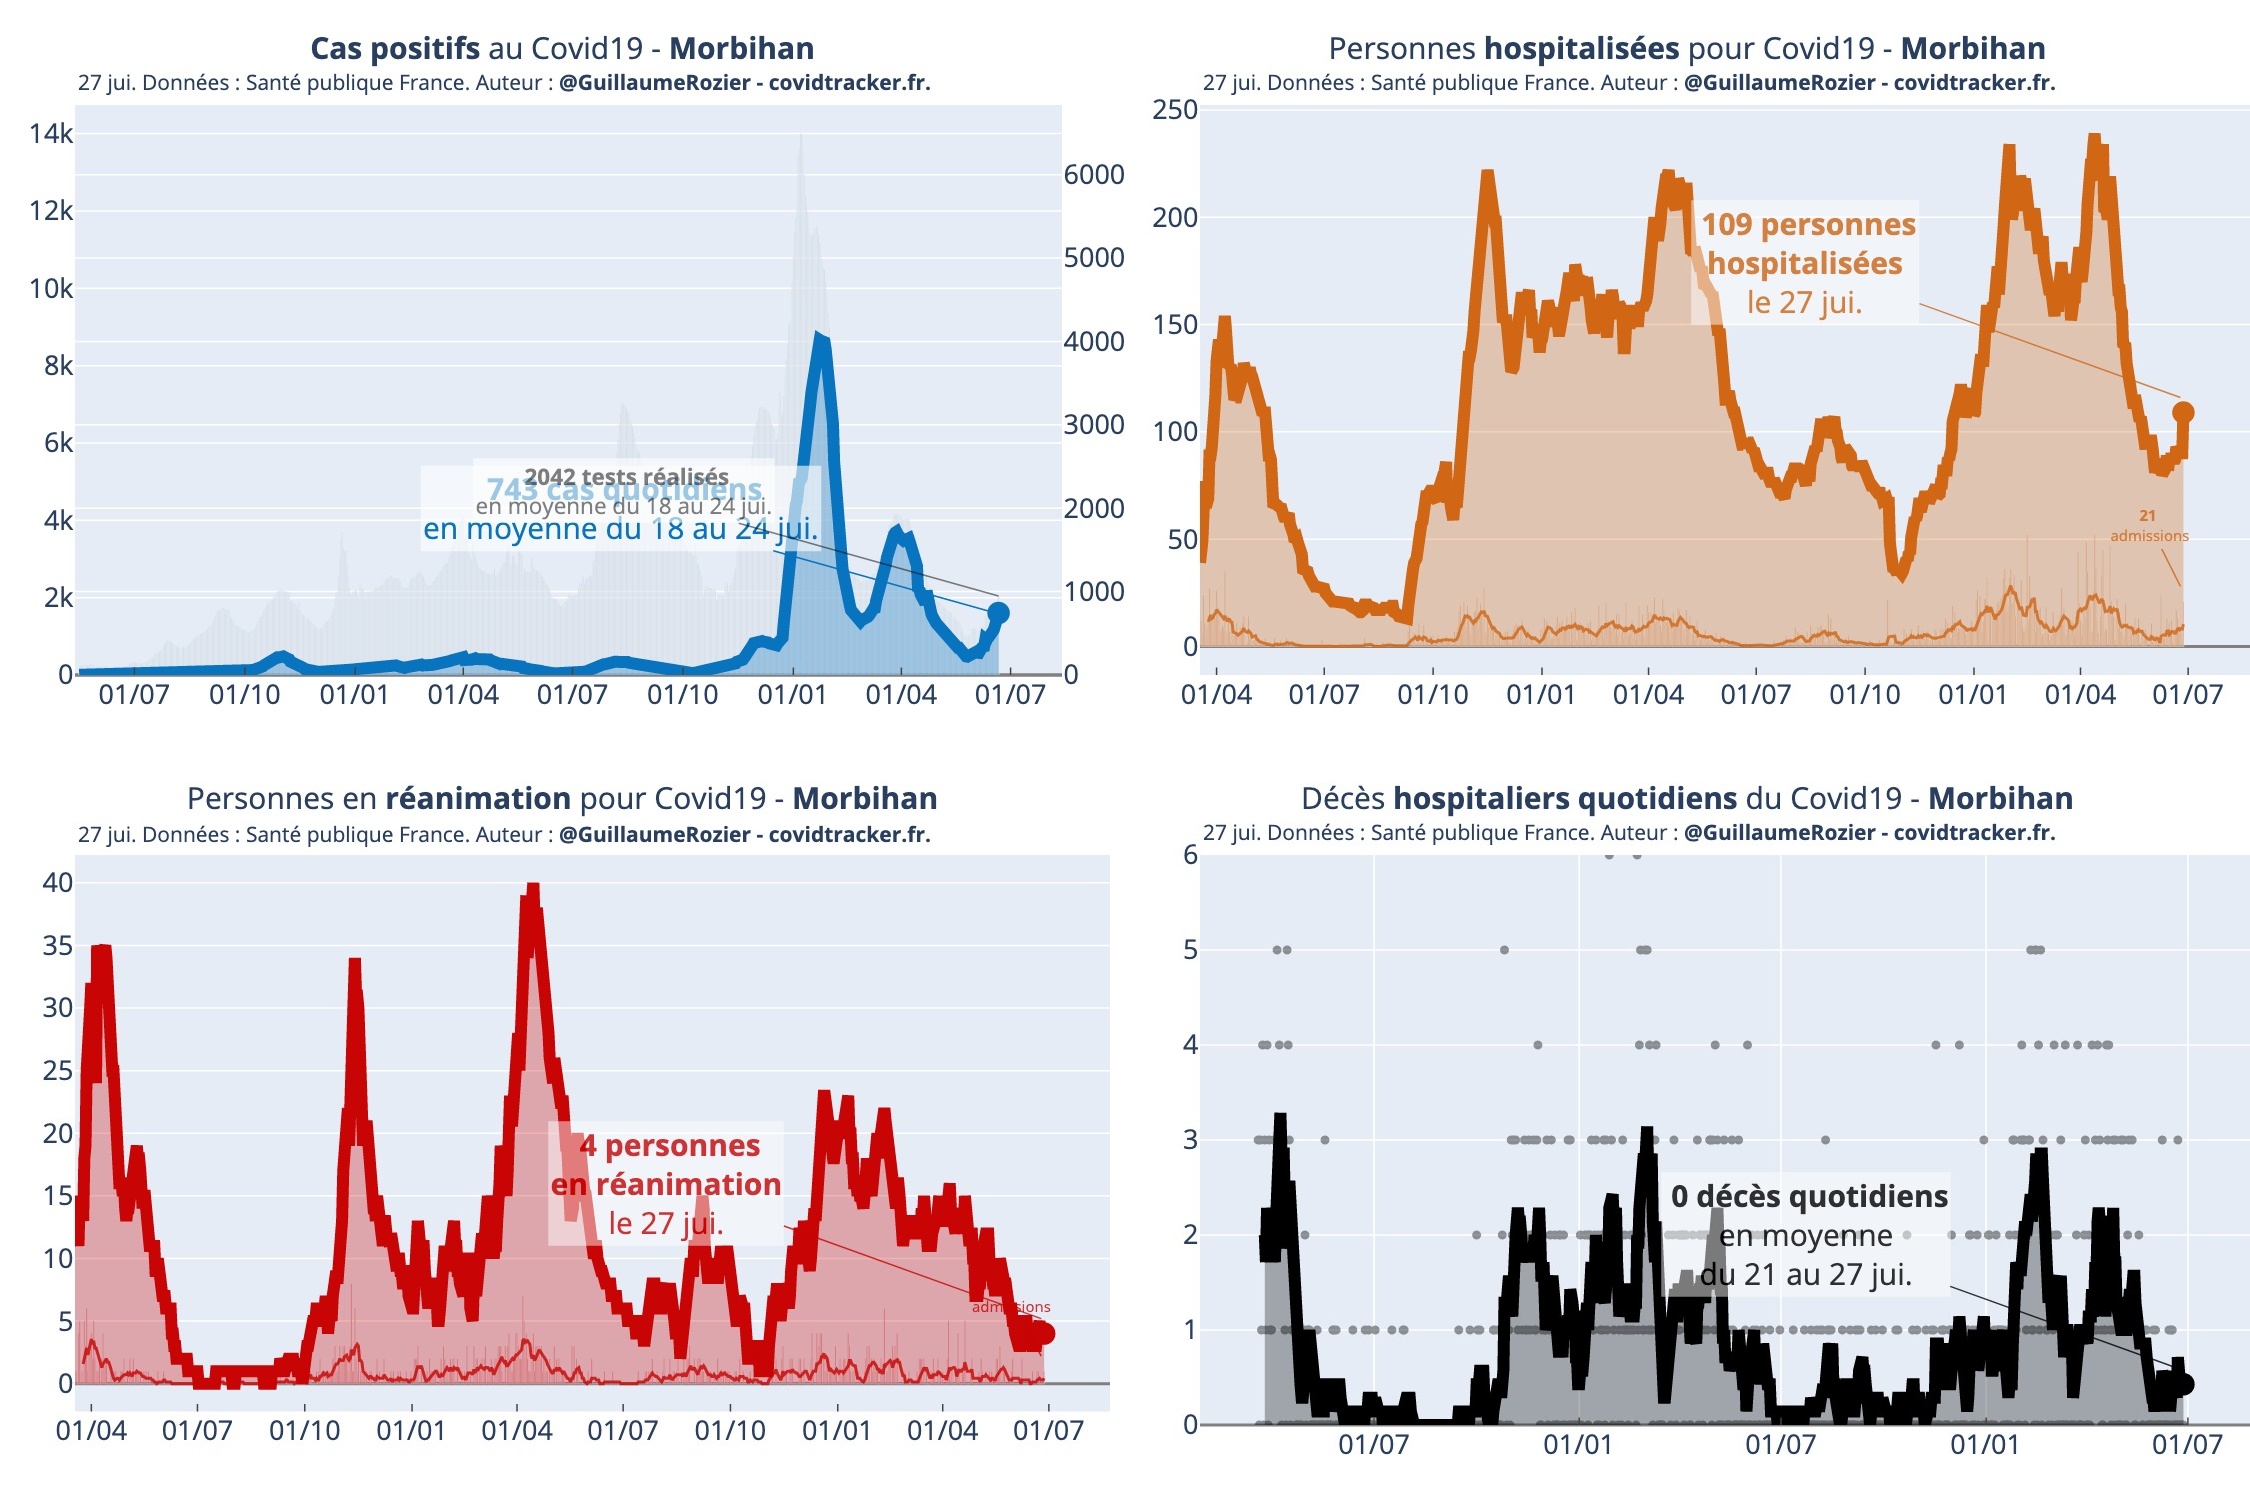 Cas positifs au Covid19 - Morbihan
27 jui. Données : Santé publique France. Auteur : @GuillaumeRozier - covidtracker.fr.
14k
12k
10k
8k
6k
4k
2k
0
6000
5000
4000
3000
2000
1000
0
2042 tests réalisés
en moyenne du 18 au 24 jui.
743 cas quotidiens
en moyenne du 18 au 24 jui.
01/07 01/10 01/01 01/04 01/07 01/10 01/01 01/04 01/07
Personnes hospitalisées pour Covid19 - Morbihan
27 jui. Données : Santé publique France. Auteur : @GuillaumeRozier - covidtracker.fr.
250
200
150
100
50
0
109 personnes
hospitalisées
le 27 jui.
21
admissions
01/04 01/07 01/10 01/01 01/04 01/07 01/10 01/01 01/04 01/07
Personnes en réanimation pour Covid19 - Morbihan
27 jui. Données : Santé publique France. Auteur : @GuillaumeRozier - covidtracker.fr.
40
35
30
25
20
15
10
5
0
4 personnes
en réanimation
le 27 jui.
admissions
01/04 01/07 01/10 01/01 01/04 01/07 01/10 01/01 01/04 01/07
Décès hospitaliers quotidiens du Covid19 - Morbihan
27 jui. Données : Santé publique France. Auteur : @GuillaumeRozier - covidtracker.fr.
6
5
4
3
2
1
0
0 décès quotidiens
en moyenne
du 21 au 27 jui.
01/07 01/01 01/07 01/01 01/07